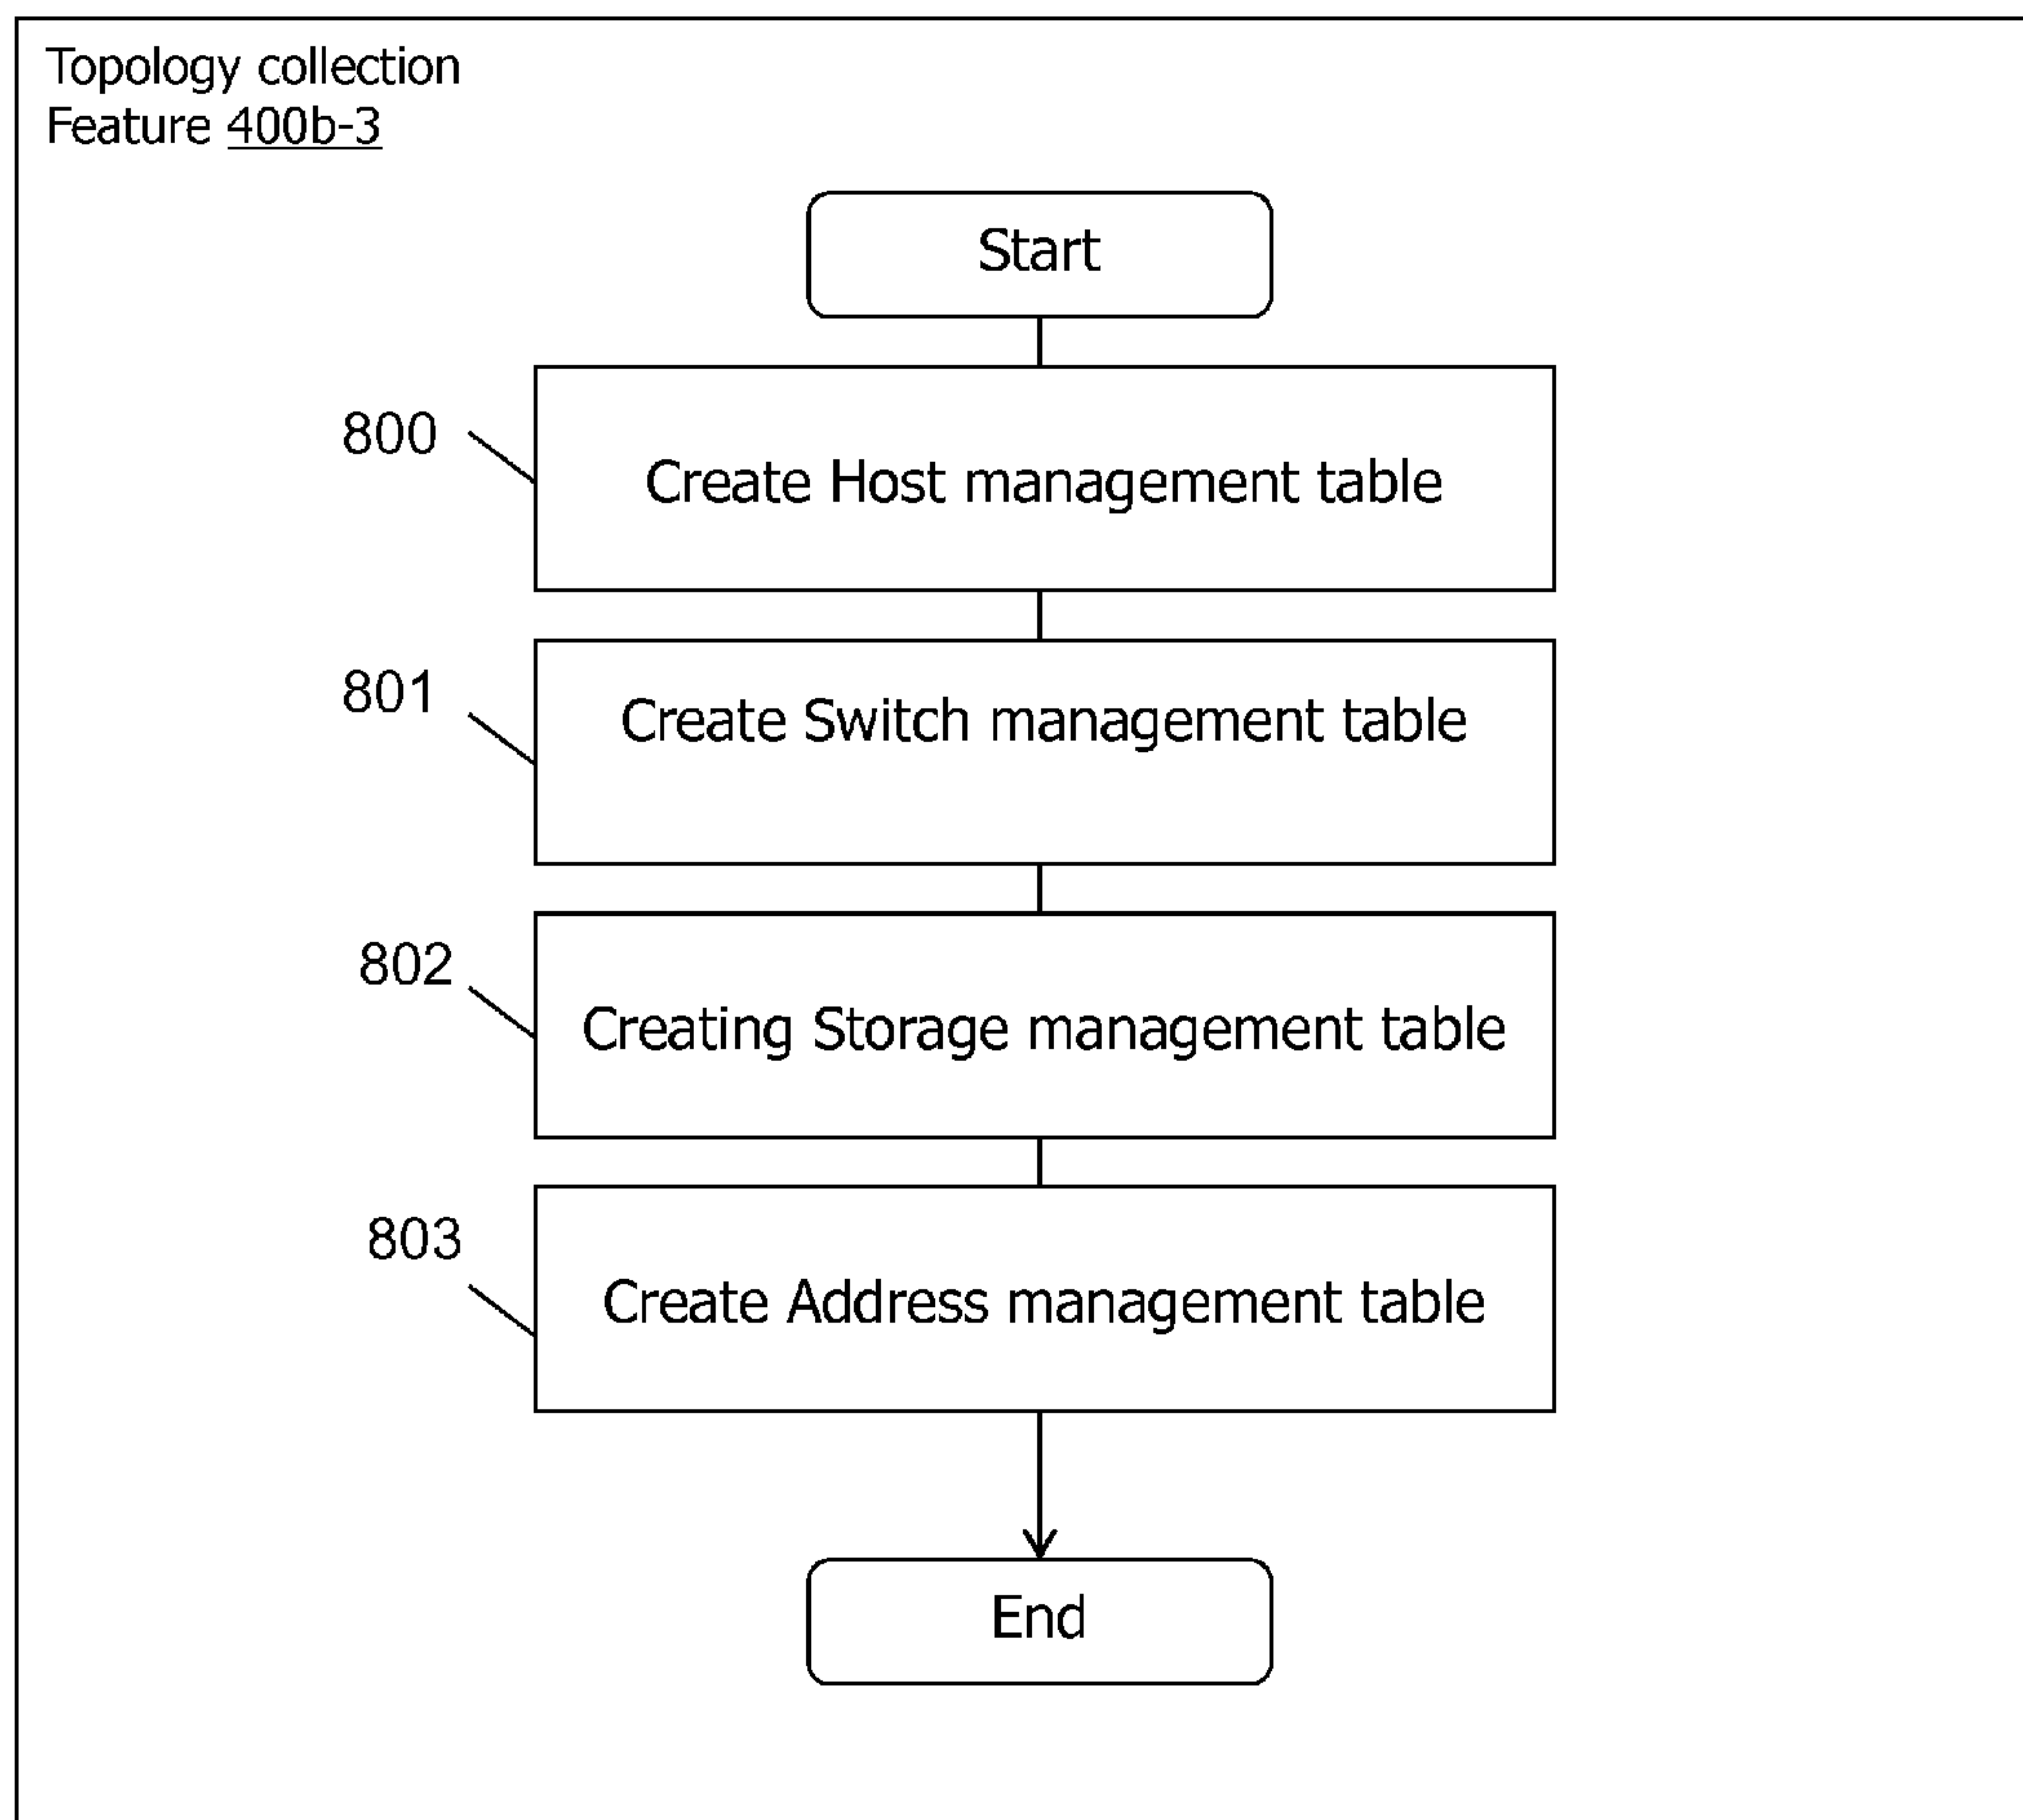 Topology collection
Feature 400b-3
Start
800
Create Host management table
801
Create Switch management table
802
Creating Storage management table
803
Create Address management table
End